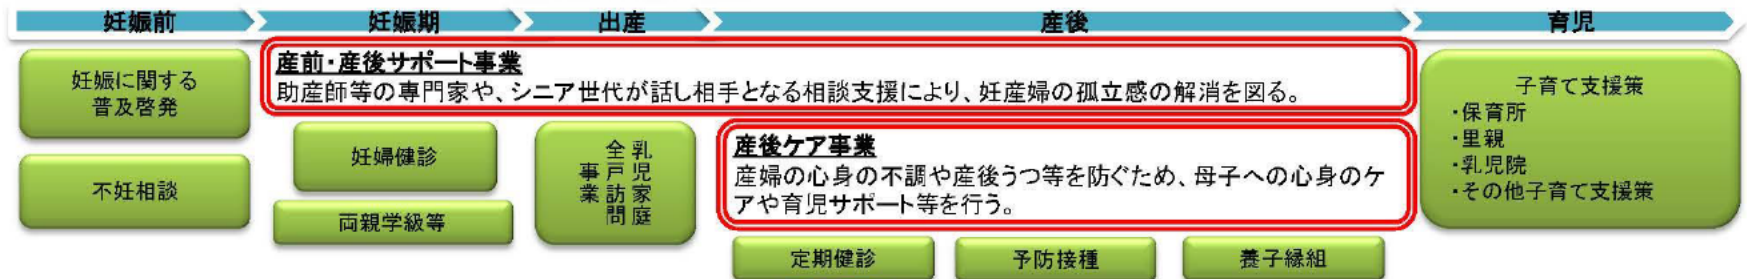 妊娠前
妊娠期
出産
産後
育児
妊娠に関する
普及啓発
不妊相談
産前・産後サポート事業
助産師等の専門家や、シニア世代が話し相手となる相談支援により、妊産婦の孤立感の解消を図る。
妊婦健診
両親学級等
乳児家庭
全戸訪問
事業
産後ケア事業
産婦の心身の不調や産後うつ等を防ぐため、母子への心身のケ
アや育児サポート等を行う。
定期健診
予防接種
養子縁組
子育て支援策
・保育所
・里親
・乳児院
・その他子育て支援策